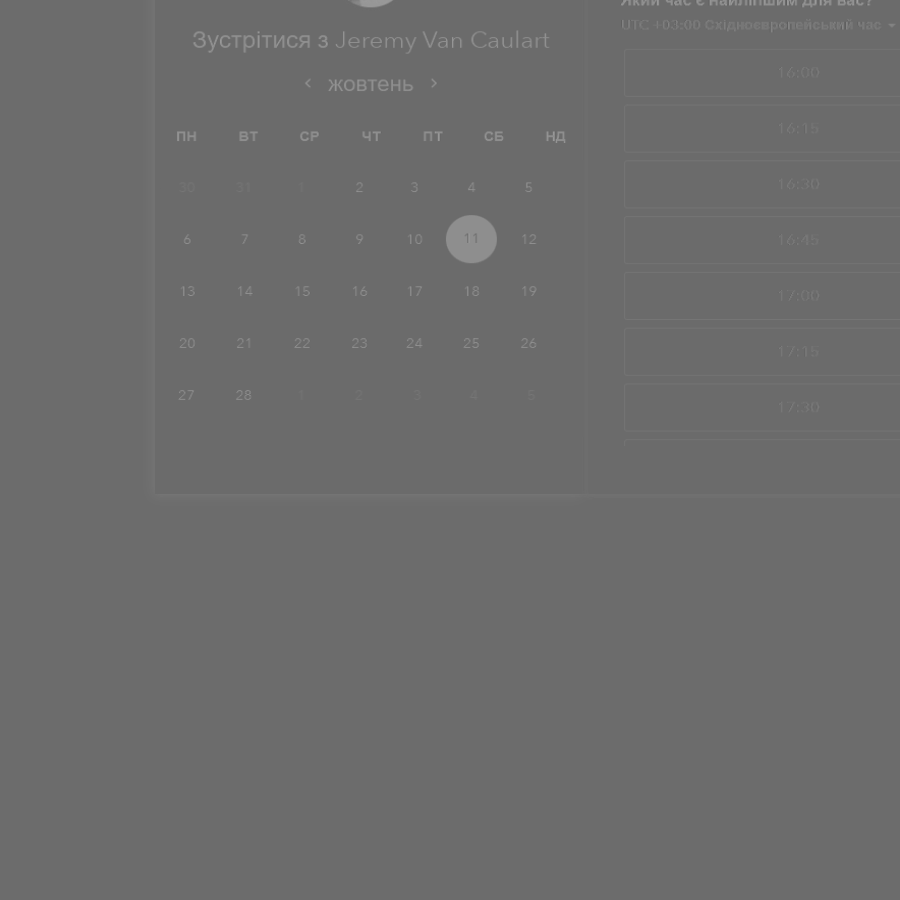 Зустрітися з Jeremy Van Caulart
жовтень
ПН ВТ СР ЧТ ПТ СБ НД
30 31 1 2 3 4 5
6 7 8 9 10 11 12
13 14 15 16 17 18 19
20 21 22 23 24 25 26
27 28 1 2 3 4 5
Який час є найліпшим для вас?
UTC +03:00 Східноєвропейський час
16:00
16:15
16:30
16:45
17:00
17:15
17:30